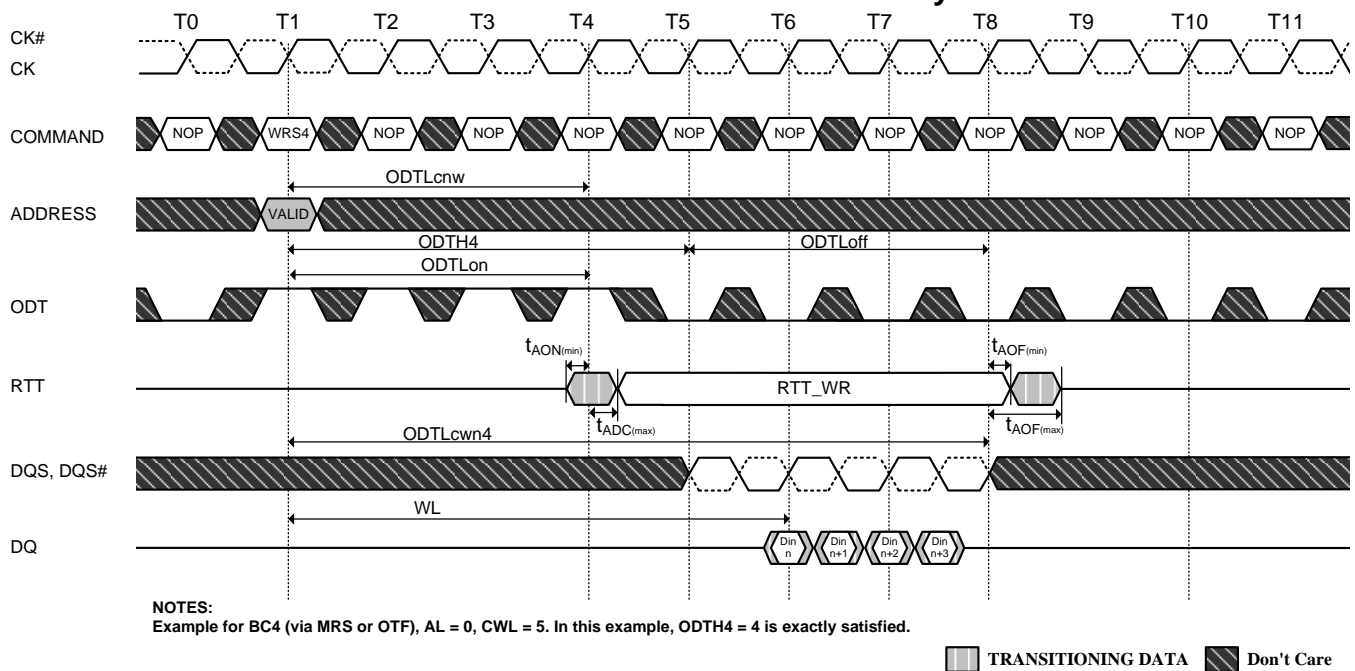 T0 T1 T2 T3 T4 T5 T6 T7 T8 T9 T10 T11
CK#
CK
COMMAND NOP WRS4 NOP NOP NOP NOP NOP NOP NOP NOP NOP NOP
ODTLcnw
ADDRESS VALID
ODTH4 ODTLoff
ODTLon
ODT
tAON(min) tAOF(min)
RTT RTT_WR
tADC(max) tAOF(max)
ODTLcwn4
DQS, DQS#
WL
DQ Din n Din n+1 Din n+2 Din n+3
NOTES:
Example for BC4 (via MRS or OTF), AL = 0, CWL = 5. In this example, ODTH4 = 4 is exactly satisfied.
TRANSITIONING DATA Don't Care